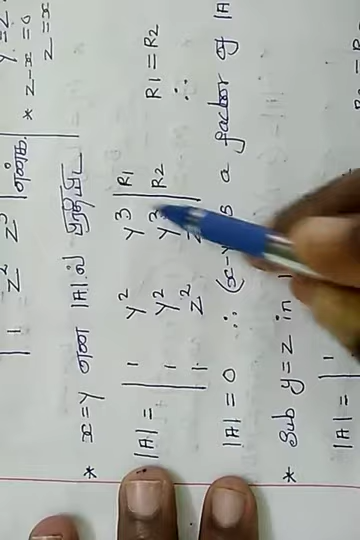 y = z
* z - x = 0
z = x
| 1 z² z³ | எனக்
* x = y என |A| ல் பிரதியிட
|A| = | 1 y² y³ | R1
| 1 y² y³ | R2 R1 = R2
| 1 z² z
|A| = 0 ∴ (x-y) is a factor of |A
* Sub y = z in
|A| = | 1